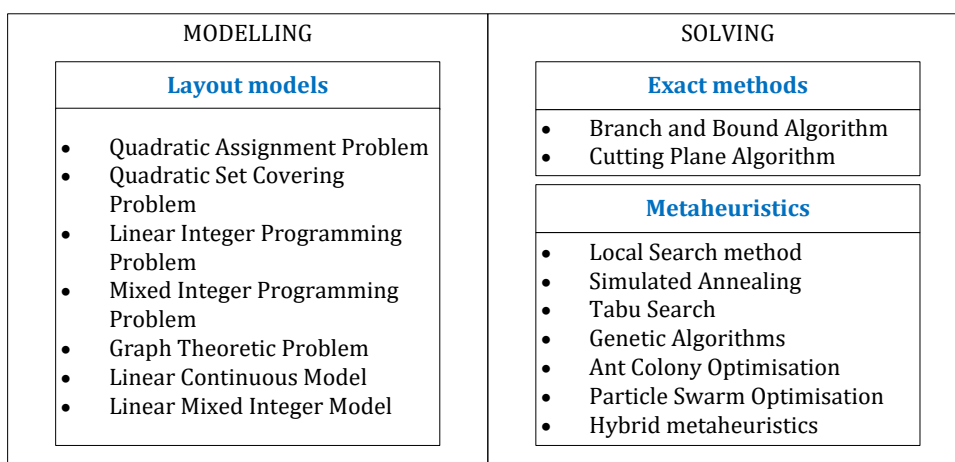 MODELLING
Layout models
• Quadratic Assignment Problem
• Quadratic Set Covering
Problem
• Linear Integer Programming
Problem
• Mixed Integer Programming
Problem
• Graph Theoretic Problem
• Linear Continuous Model
• Linear Mixed Integer Model
SOLVING
Exact methods
• Branch and Bound Algorithm
• Cutting Plane Algorithm
Metaheuristics
• Local Search method
• Simulated Annealing
• Tabu Search
• Genetic Algorithms
• Ant Colony Optimisation
• Particle Swarm Optimisation
• Hybrid metaheuristics